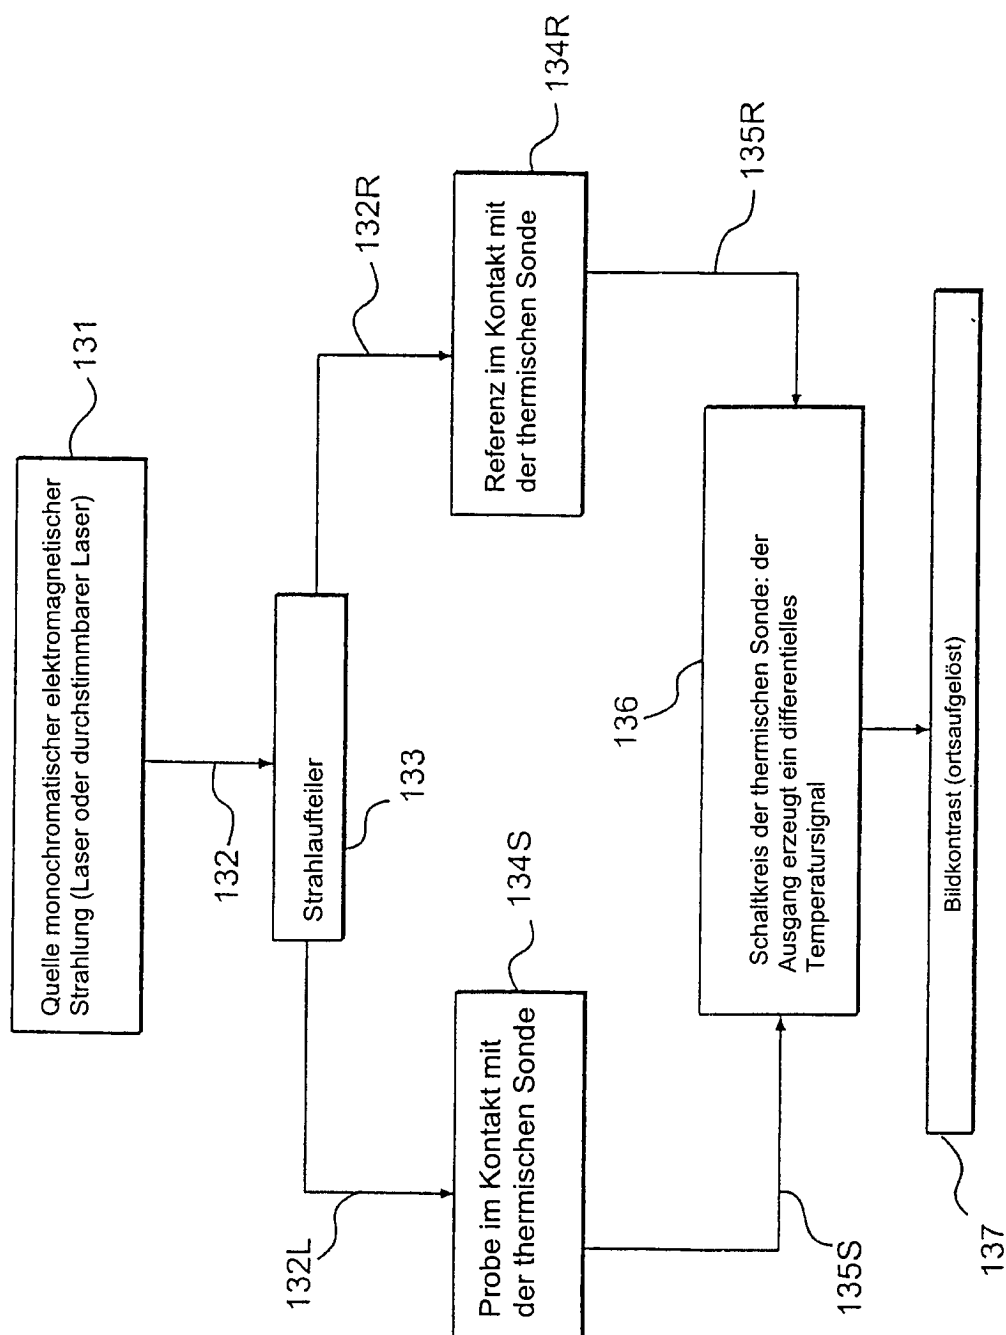 Quelle monochromatischer elektromagnetischer
Strahlung (Laser oder durchstimmbarer Laser)
131
132
Strahlaufteiler
133
132L
132R
Probe im Kontakt mit
der thermischen Sonde
134S
Referenz im Kontakt mit
der thermischen Sonde
134R
135S
135R
136
Schaltkreis der thermischen Sonde: der
Ausgang erzeugt ein differentielles
Temperatursignal
Bildkontrast (ortsaufgelöst)
137